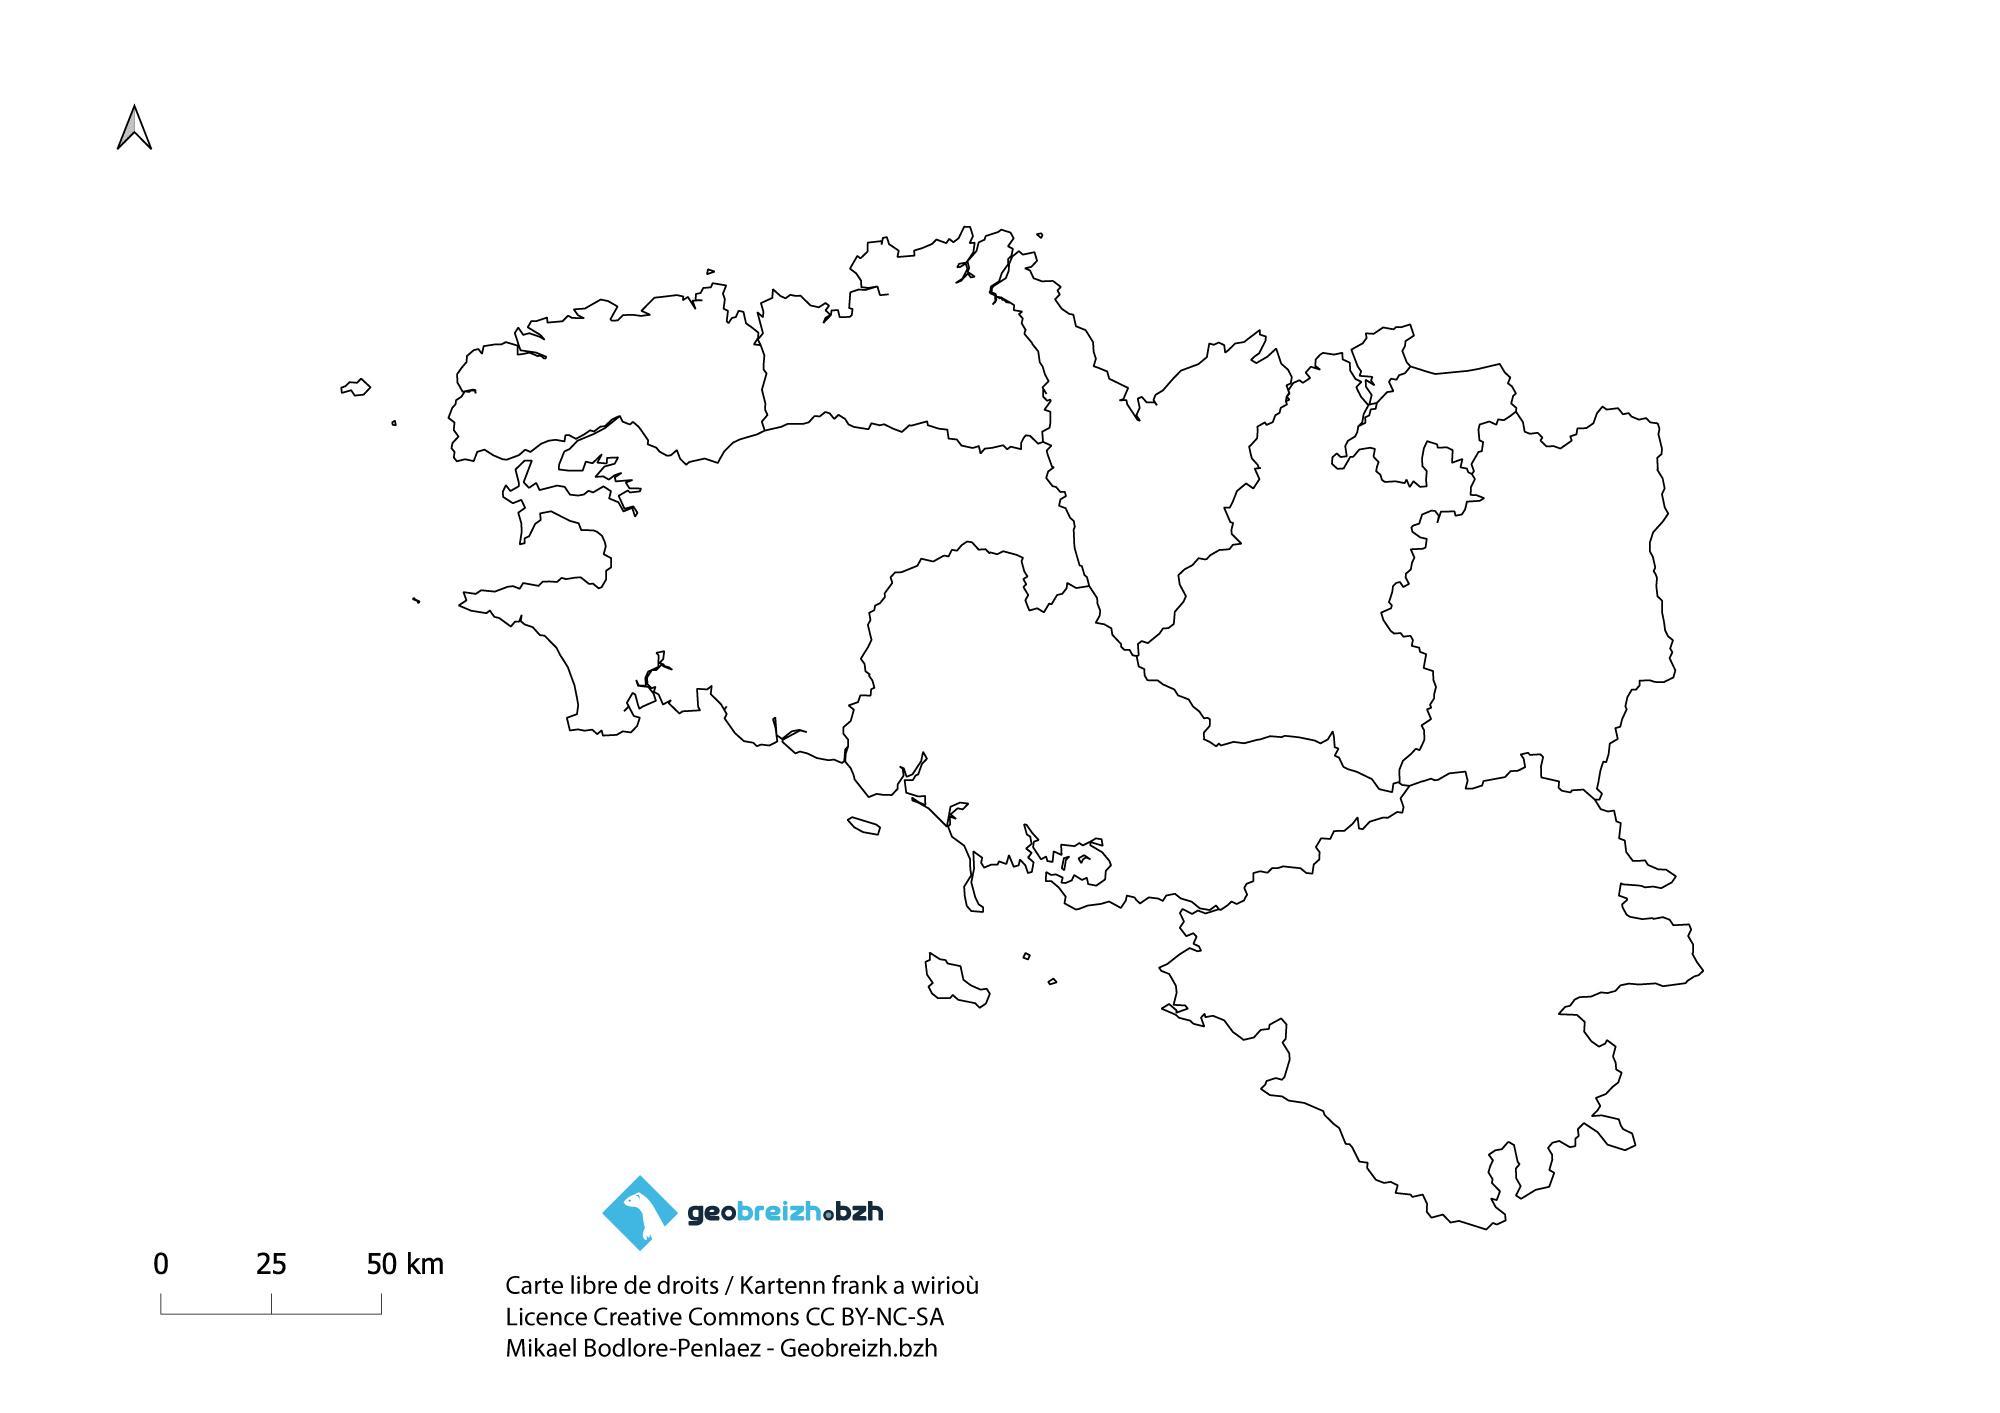 geobreizh.bzh
0 25 50 km
Carte libre de droits / Kartenn frank a wirioù
Licence Creative Commons CC BY-NC-SA
Mikael Bodlore-Penlaez - Geobreizh.bzh